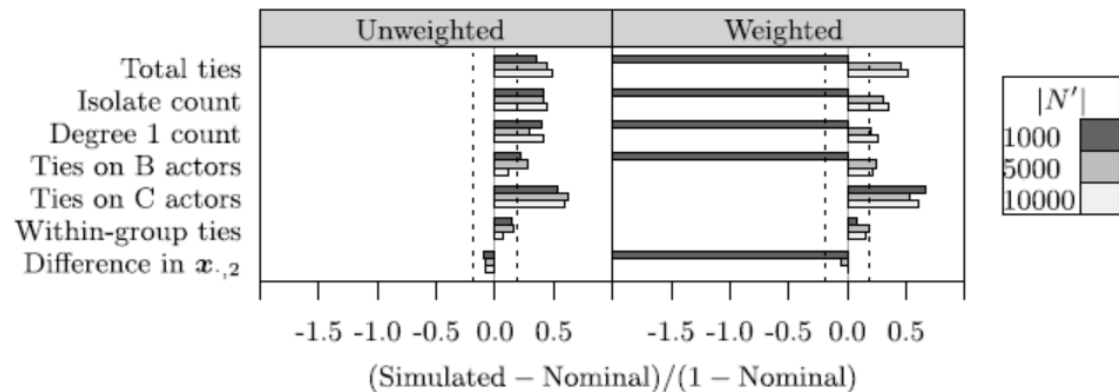 Unweighted Weighted
Total ties
Isolate count
Degree 1 count
Ties on B actors
Ties on C actors
Within-group ties
Difference in x·,2
-1.5 -1.0 -0.5 0.0 0.5 -1.5 -1.0 -0.5 0.0 0.5
(Simulated − Nominal)/(1 − Nominal)
|N′|
1000
5000
10000